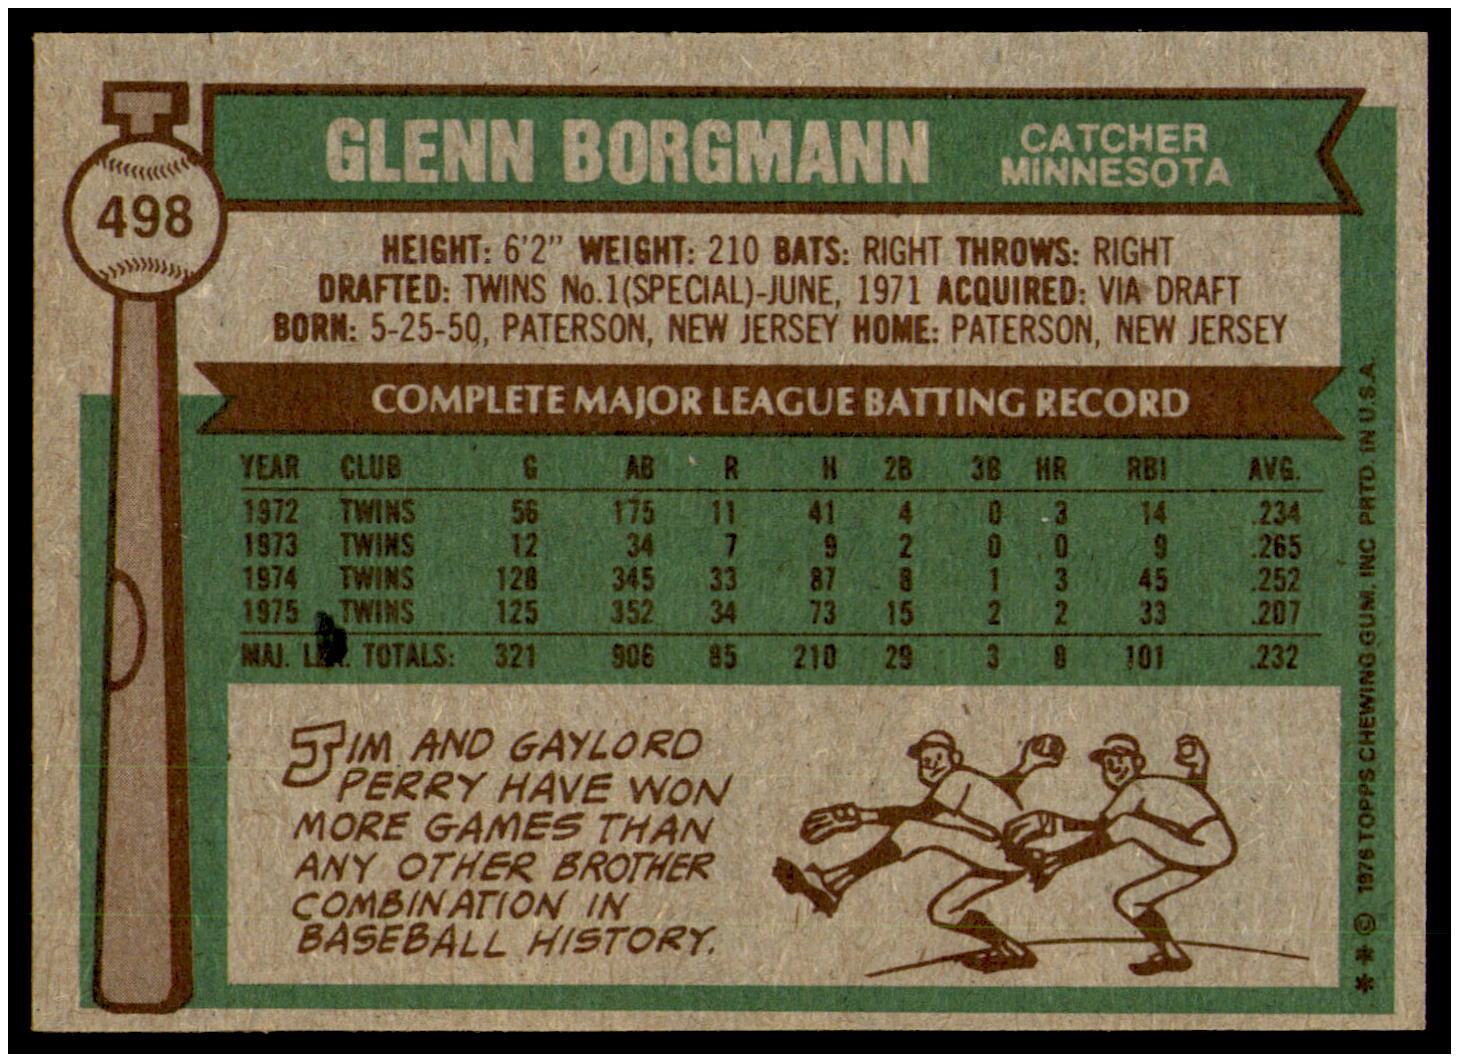 T
498
GLENN BORGMANN
CATCHER
MINNESOTA
HEIGHT: 6'2" WEIGHT: 210 BATS: RIGHT THROWS: RIGHT
DRAFTED: TWINS No.1(SPECIAL)-JUNE, 1971 ACQUIRED: VIA DRAFT
BORN: 5-25-50, PATERSON, NEW JERSEY HOME: PATERSON, NEW JERSEY
COMPLETE MAJOR LEAGUE BATTING RECORD
YEAR CLUB G AB R H 2B 3B HR RBI AVG.
1972 TWINS 56 175 11 41 4 0 3 14 .234
1973 TWINS 12 34 7 9 2 0 0 9 .265
1974 TWINS 128 345 33 87 8 1 3 45 .252
1975 TWINS 125 352 34 73 15 2 2 33 .207
MAJ. LEA. TOTALS: 321 906 85 210 29 3 8 101 .232
JIM AND GAYLORD
PERRY HAVE WON
MORE GAMES THAN
ANY OTHER BROTHER
COMBINATION IN
BASEBALL HISTORY.
** © 1976 TOPPS CHEWING GUM, INC PRTD. IN U.S.A.